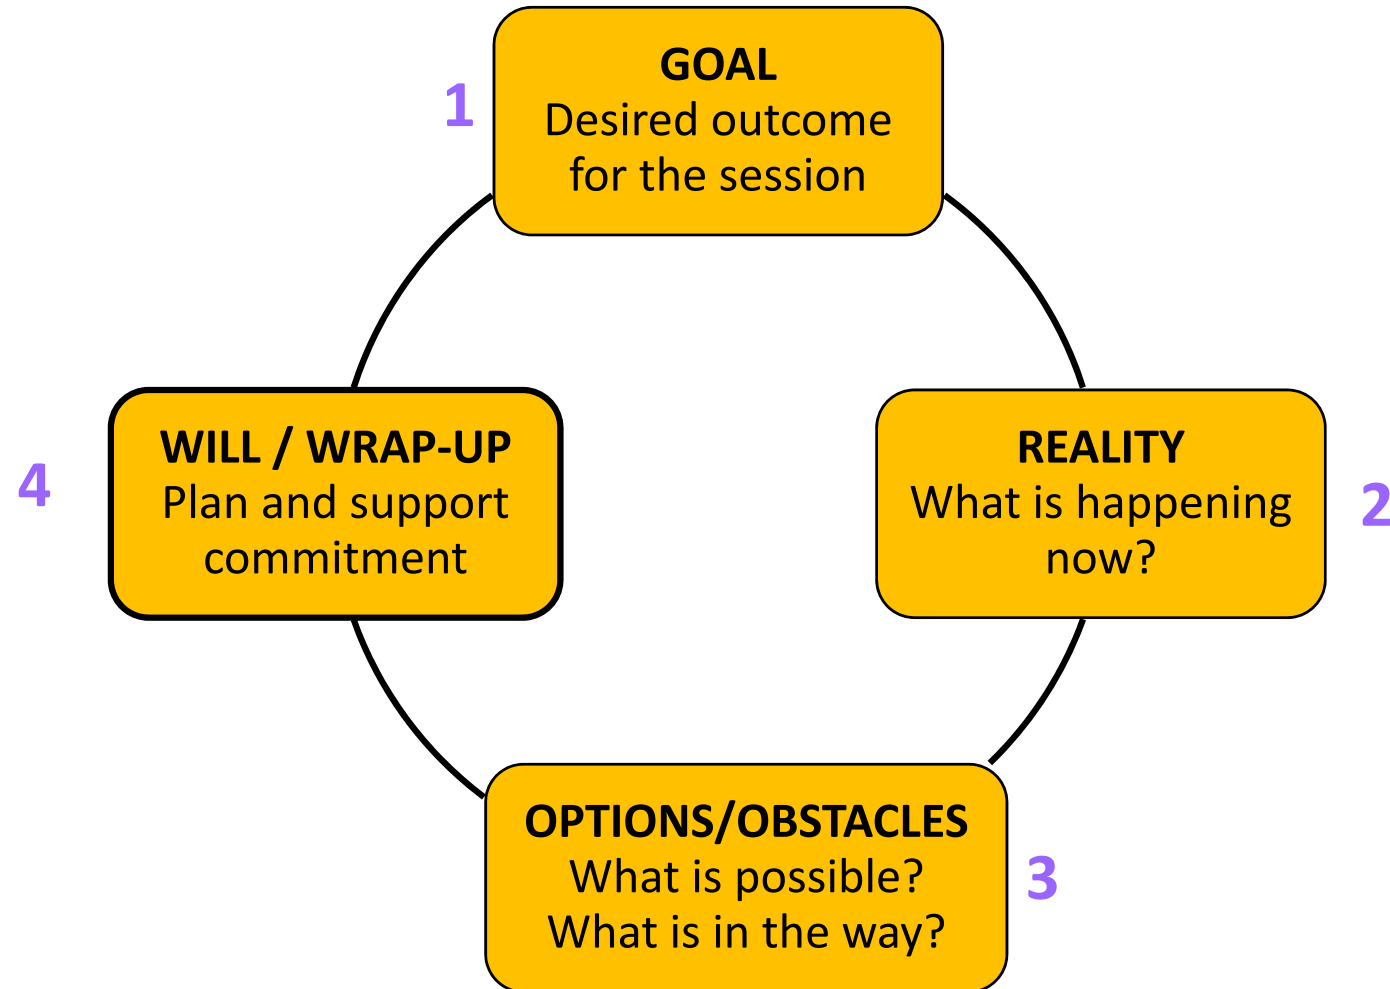 1
GOAL
Desired outcome
for the session
2
REALITY
What is happening
now?
3
OPTIONS/OBSTACLES
What is possible?
What is in the way?
4
WILL / WRAP-UP
Plan and support
commitment